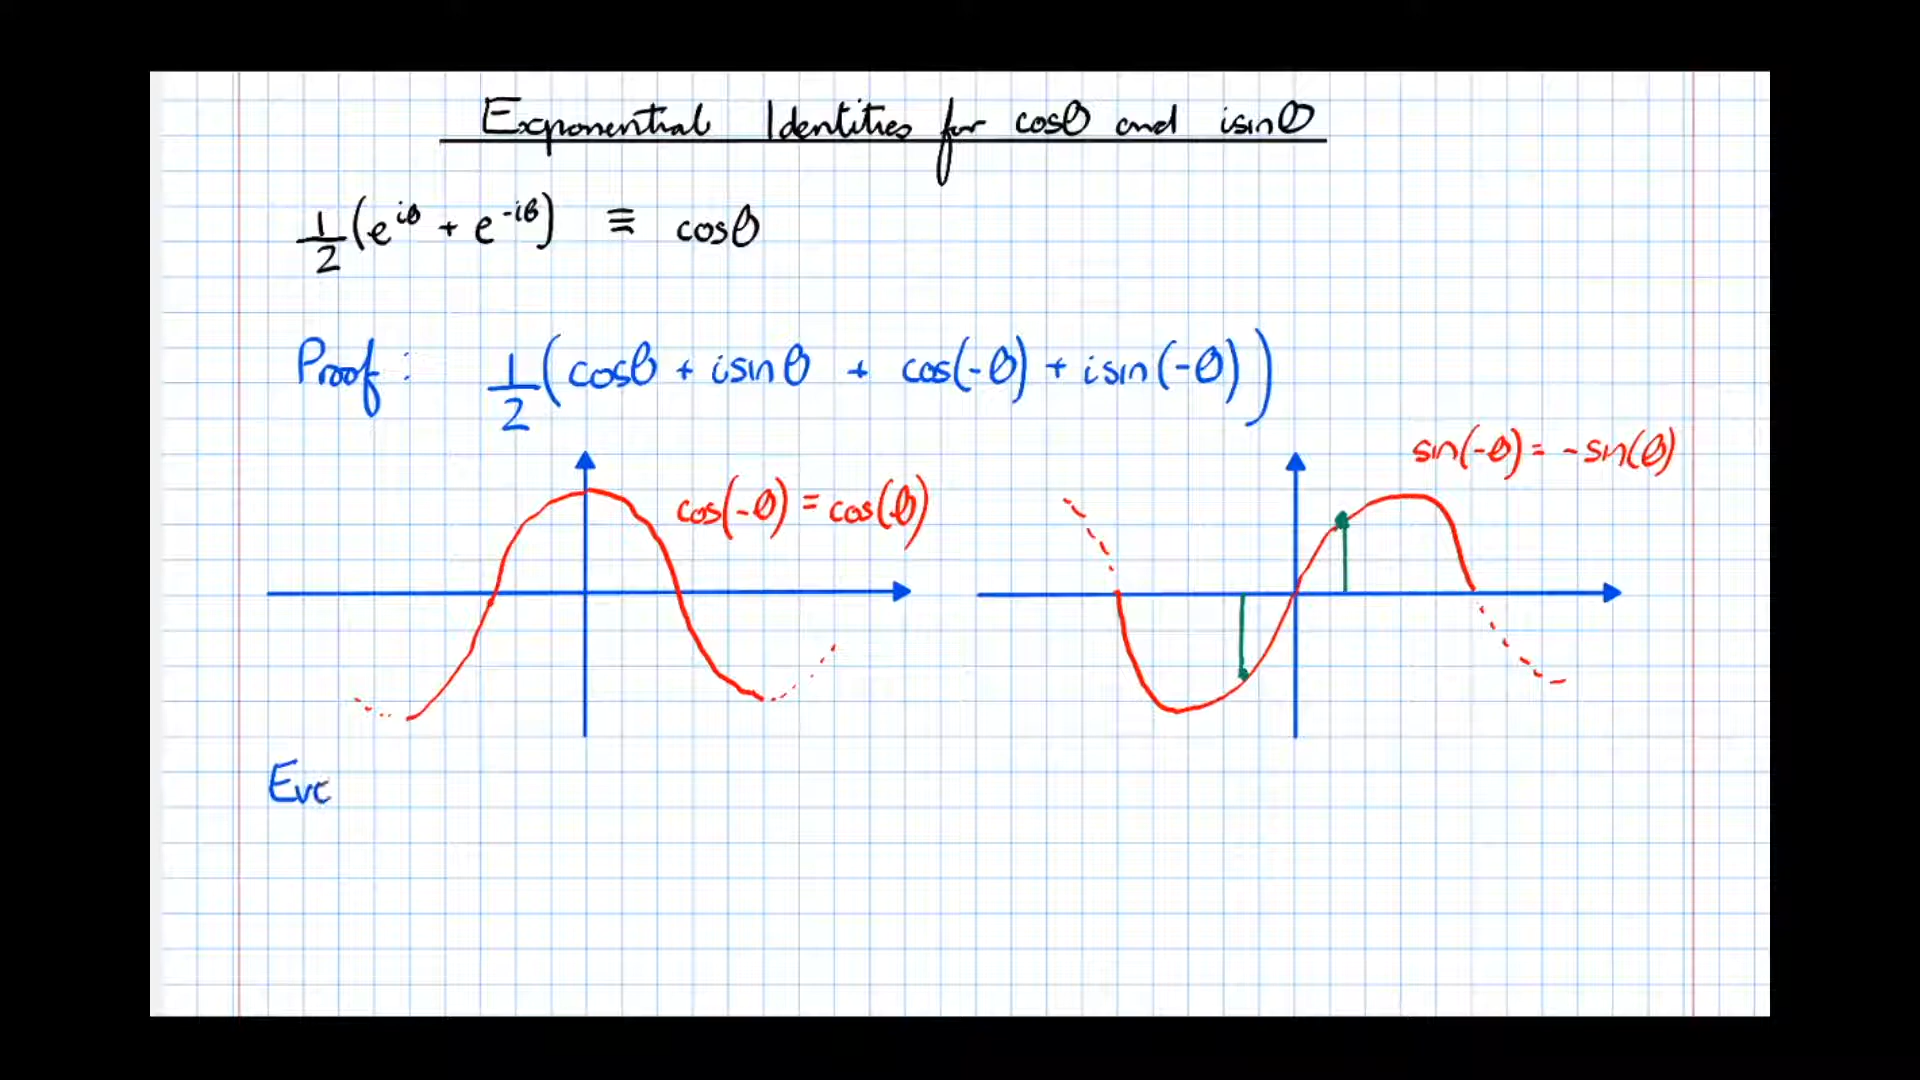 Exponential Identities for cosθ and isinθ
1/2(e^{iθ} + e^{-iθ}) ≡ cosθ
Proof: 1/2(cosθ + isinθ + cos(-θ) + isin(-θ))
sin(-θ) = -sin(θ)
cos(-θ) = cos(θ)
Eve